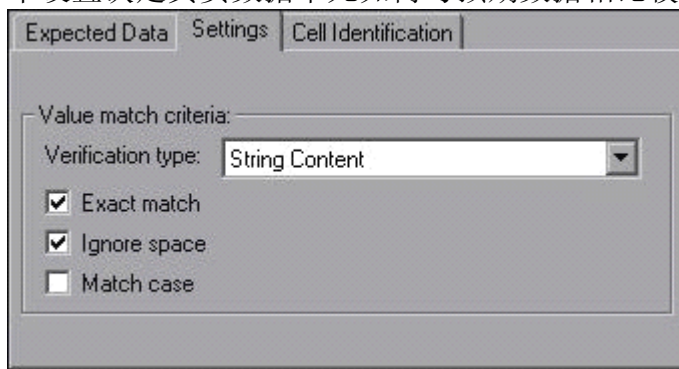 Expected Data Settings Cell Identification
Value match criteria:
Verification type: String Content
Exact match
Ignore space
Match case